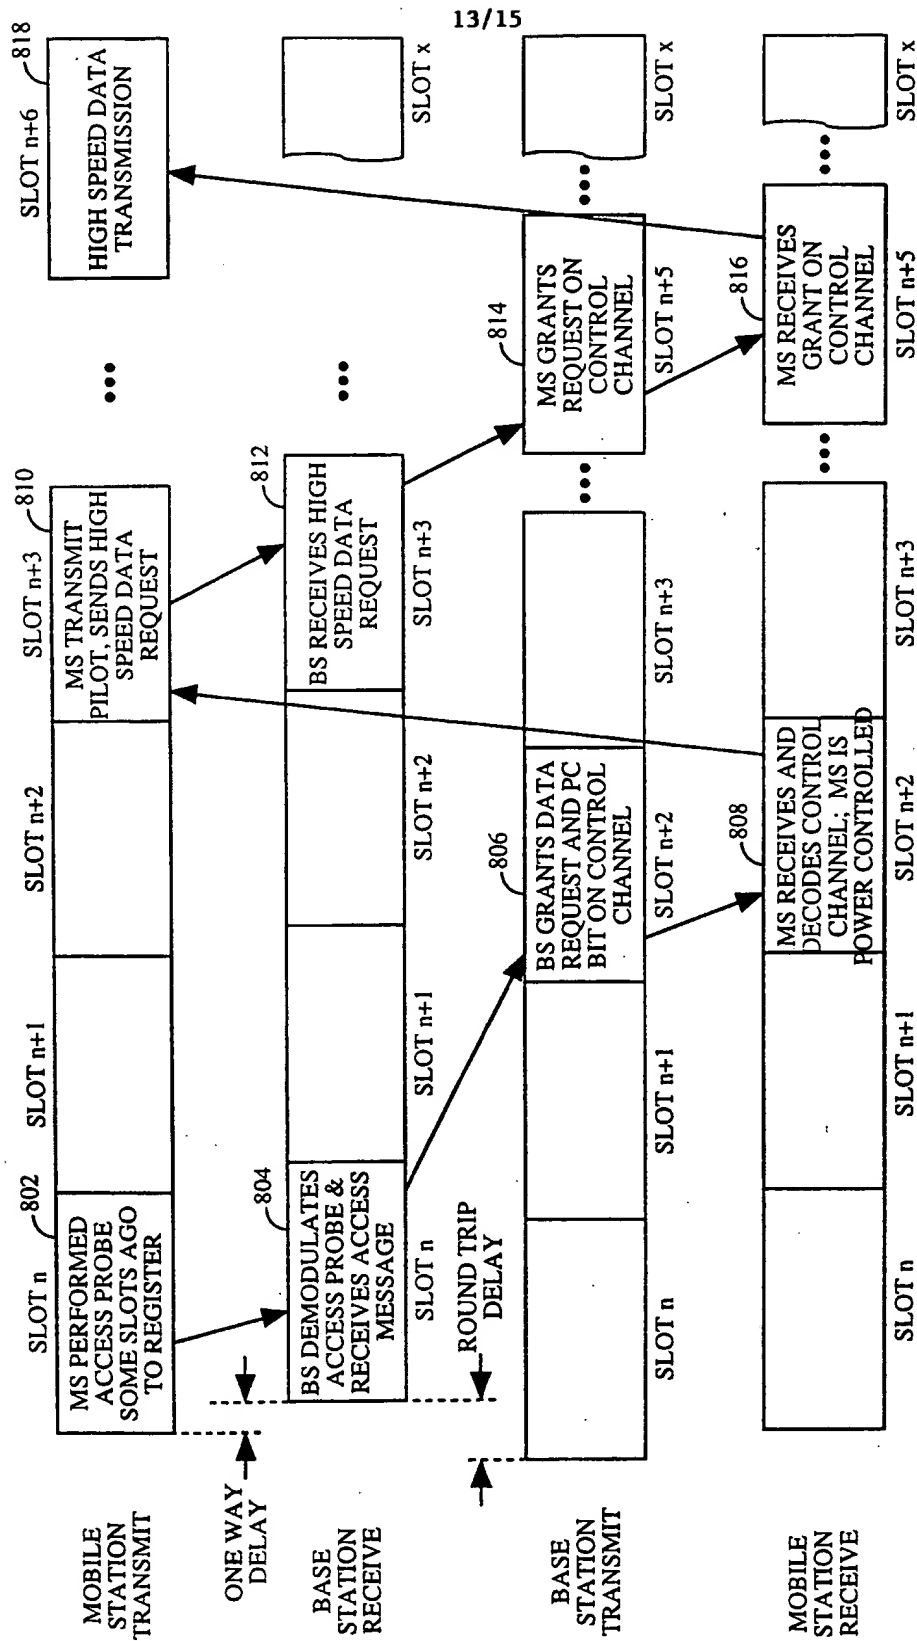 13/15
MOBILE
STATION
TRANSMIT
SLOT n
802
MS PERFORMED
ACCESS PROBE
SOME SLOTS AGO
TO REGISTER
SLOT n+1
SLOT n+2
SLOT n+3
810
MS TRANSMIT
PILOT, SENDS HIGH
SPEED DATA
REQUEST
•••
SLOT n+6
818
HIGH SPEED DATA
TRANSMISSION
ONE WAY
DELAY
BASE
STATION
RECEIVE
804
BS DEMODULATES
ACCESS PROBE &
RECEIVES ACCESS
MESSAGE
SLOT n
SLOT n+1
SLOT n+2
812
BS RECEIVES HIGH
SPEED DATA
REQUEST
SLOT n+3
•••
SLOT x
ROUND TRIP
DELAY
BASE
STATION
TRANSMIT
SLOT n
SLOT n+1
806
BS GRANTS DATA
REQUEST AND PC
BIT ON CONTROL
CHANNEL
SLOT n+2
SLOT n+3
•••
814
MS GRANTS
REQUEST ON
CONTROL
CHANNEL
SLOT n+5
•••
SLOT x
MOBILE
STATION
RECEIVE
SLOT n
SLOT n+1
808
MS RECEIVES AND
DECODES CONTROL
CHANNEL; MS IS
POWER CONTROLLED
SLOT n+2
SLOT n+3
•••
816
MS RECEIVES
GRANT ON
CONTROL
CHANNEL
SLOT n+5
•••
SLOT x